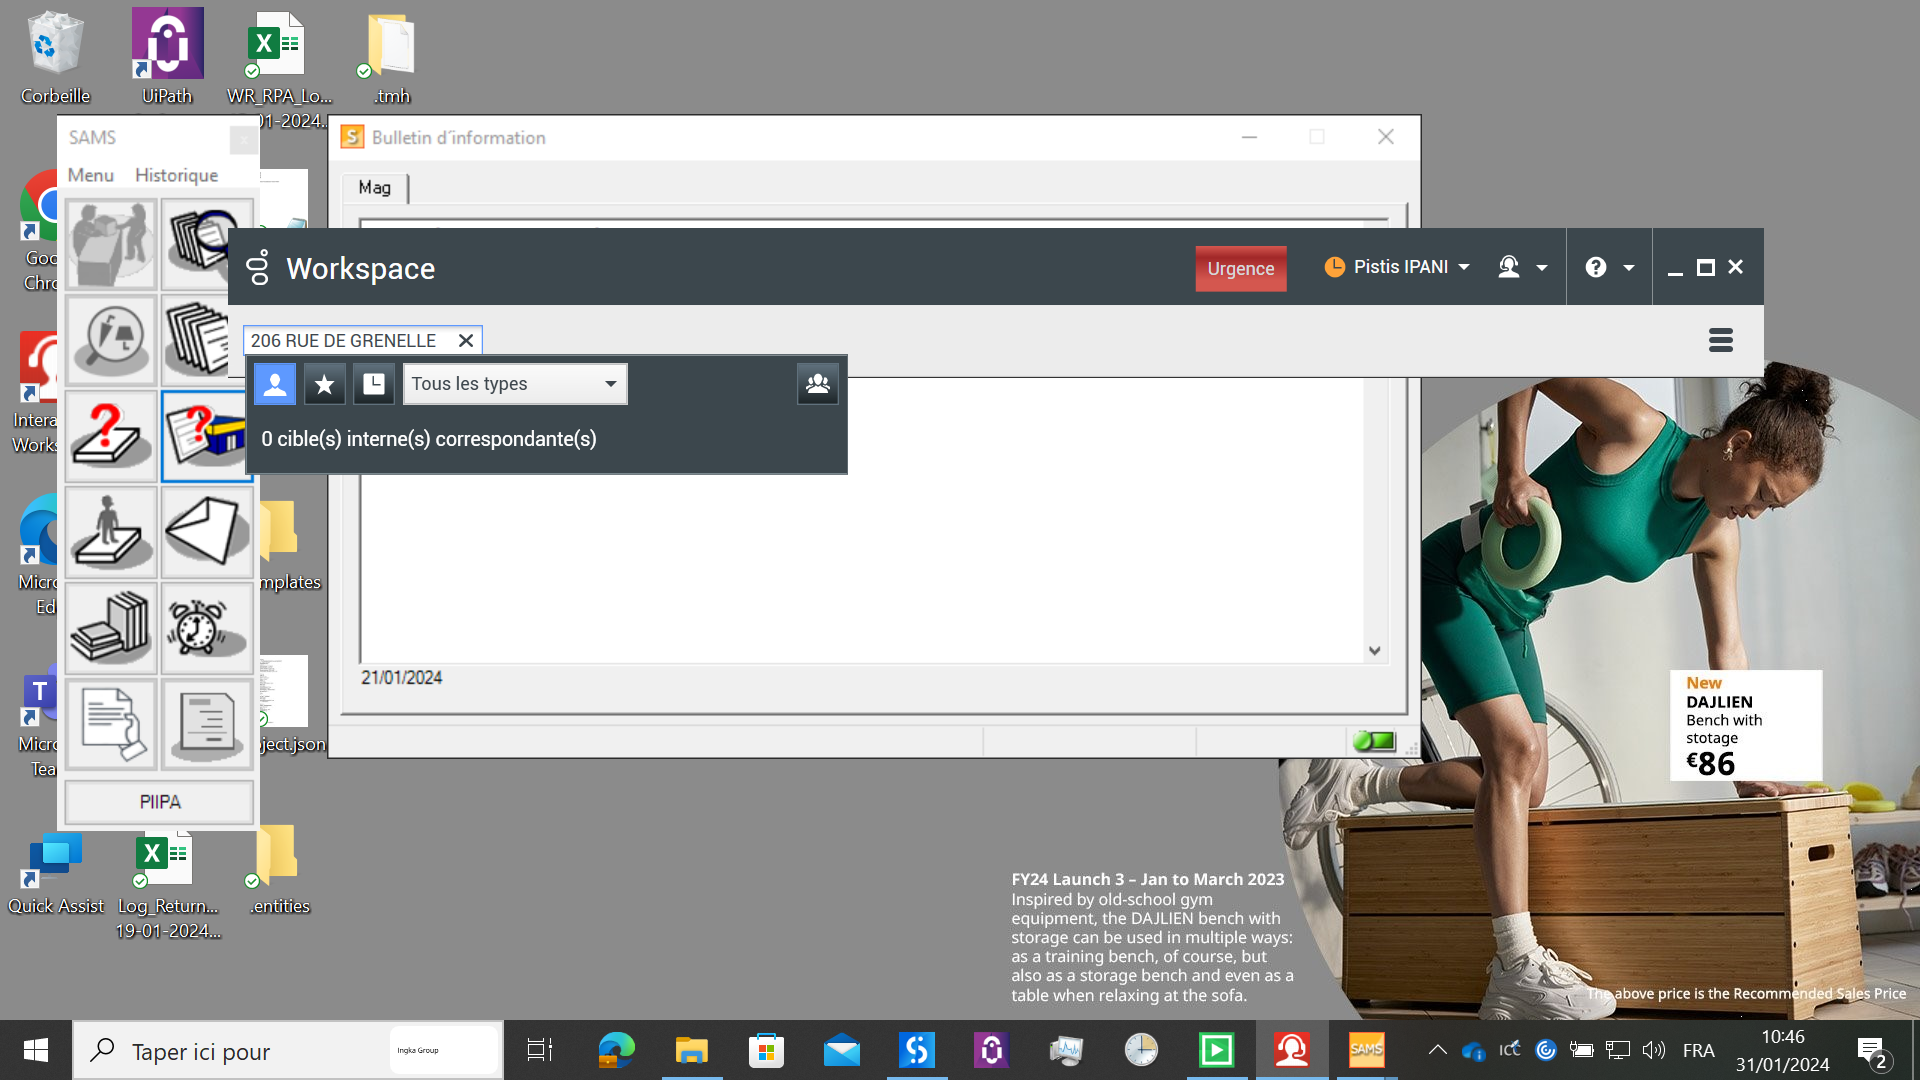 Corbeille
UiPath
WR_RPA_Lo...
01-2024...
.tmh
SAMS
Menu Historique
S Bulletin d´information
Mag
Workspace
Urgence
Pistis IPANI
206 RUE DE GRENELLE
Tous les types
0 cible(s) interne(s) correspondante(s)
Goo
Chro
Intera
Works
Micro
Ed
mplates
21/01/2024
T
Micro
Tea
ject.json
PIIPA
New
DAJLIEN
Bench with
stotage
€86
Quick Assist
Log_Return...
19-01-2024...
.entities
FY24 Launch 3 – Jan to March 2023
Inspired by old-school gym
equipment, the DAJLIEN bench with
storage can be used in multiple ways:
as a training bench, of course, but
also as a storage bench and even as a
table when relaxing at the sofa.
The above price is the Recommended Sales Price
Taper ici pour
Ingka Group
SAMS
ICC
FRA
10:46
31/01/2024
2